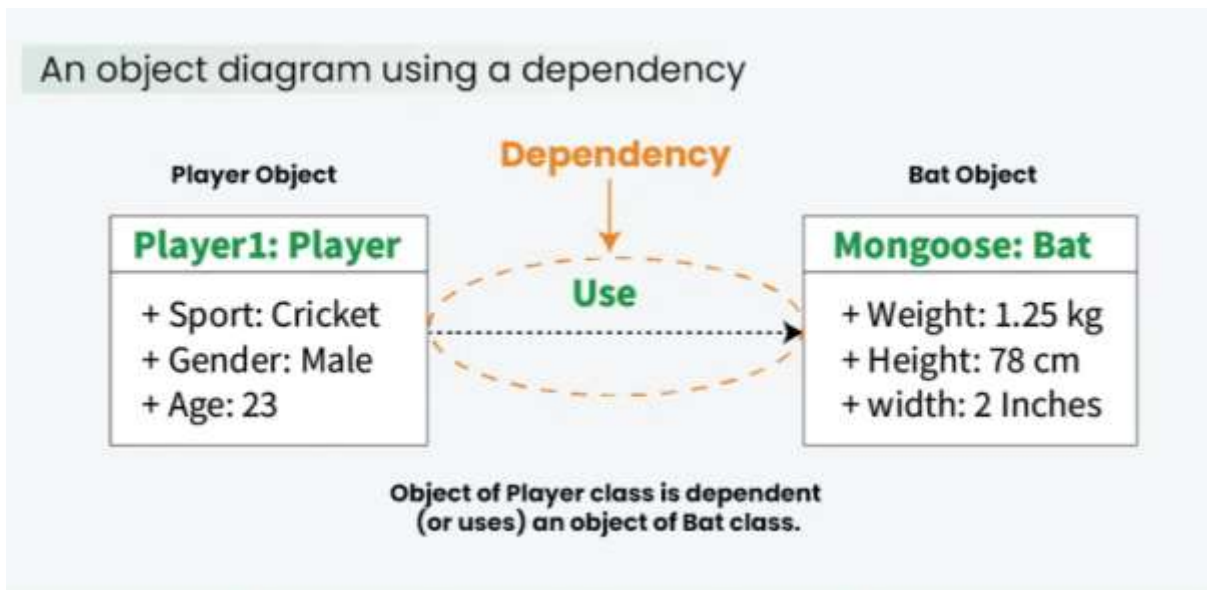 An object diagram using a dependency
Dependency
Player Object
Bat Object
Player1: Player
Mongoose: Bat
Use
+ Sport: Cricket
+ Gender: Male
+ Age: 23
+ Weight: 1.25 kg
+ Height: 78 cm
+ width: 2 Inches
Object of Player class is dependent
(or uses) an object of Bat class.